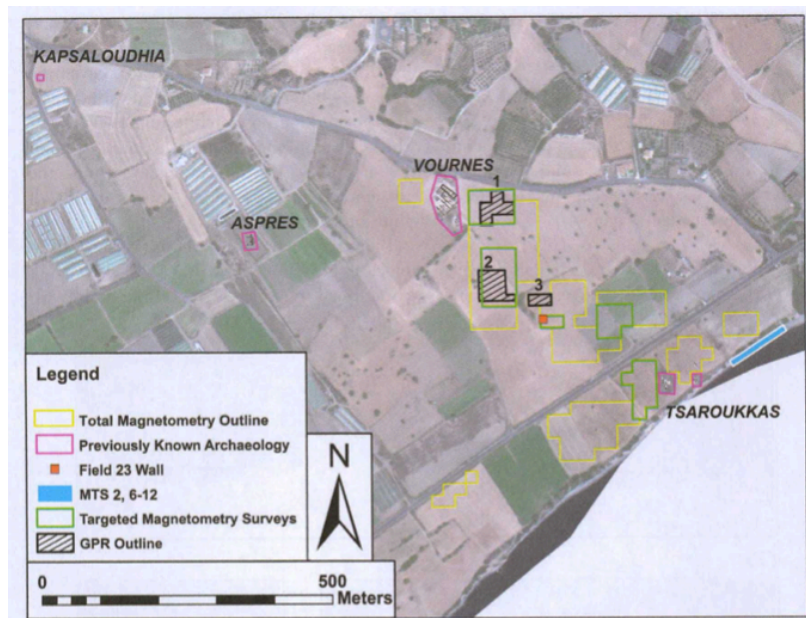 KAPSALOUDHIA
VOURNES
1
ASPRES
2
3
TSAROUKKAS
Legend
Total Magnetometry Outline
Previously Known Archaeology
Field 23 Wall
MTS 2, 6-12
Targeted Magnetometry Surveys
GPR Outline
N
0 500
Meters